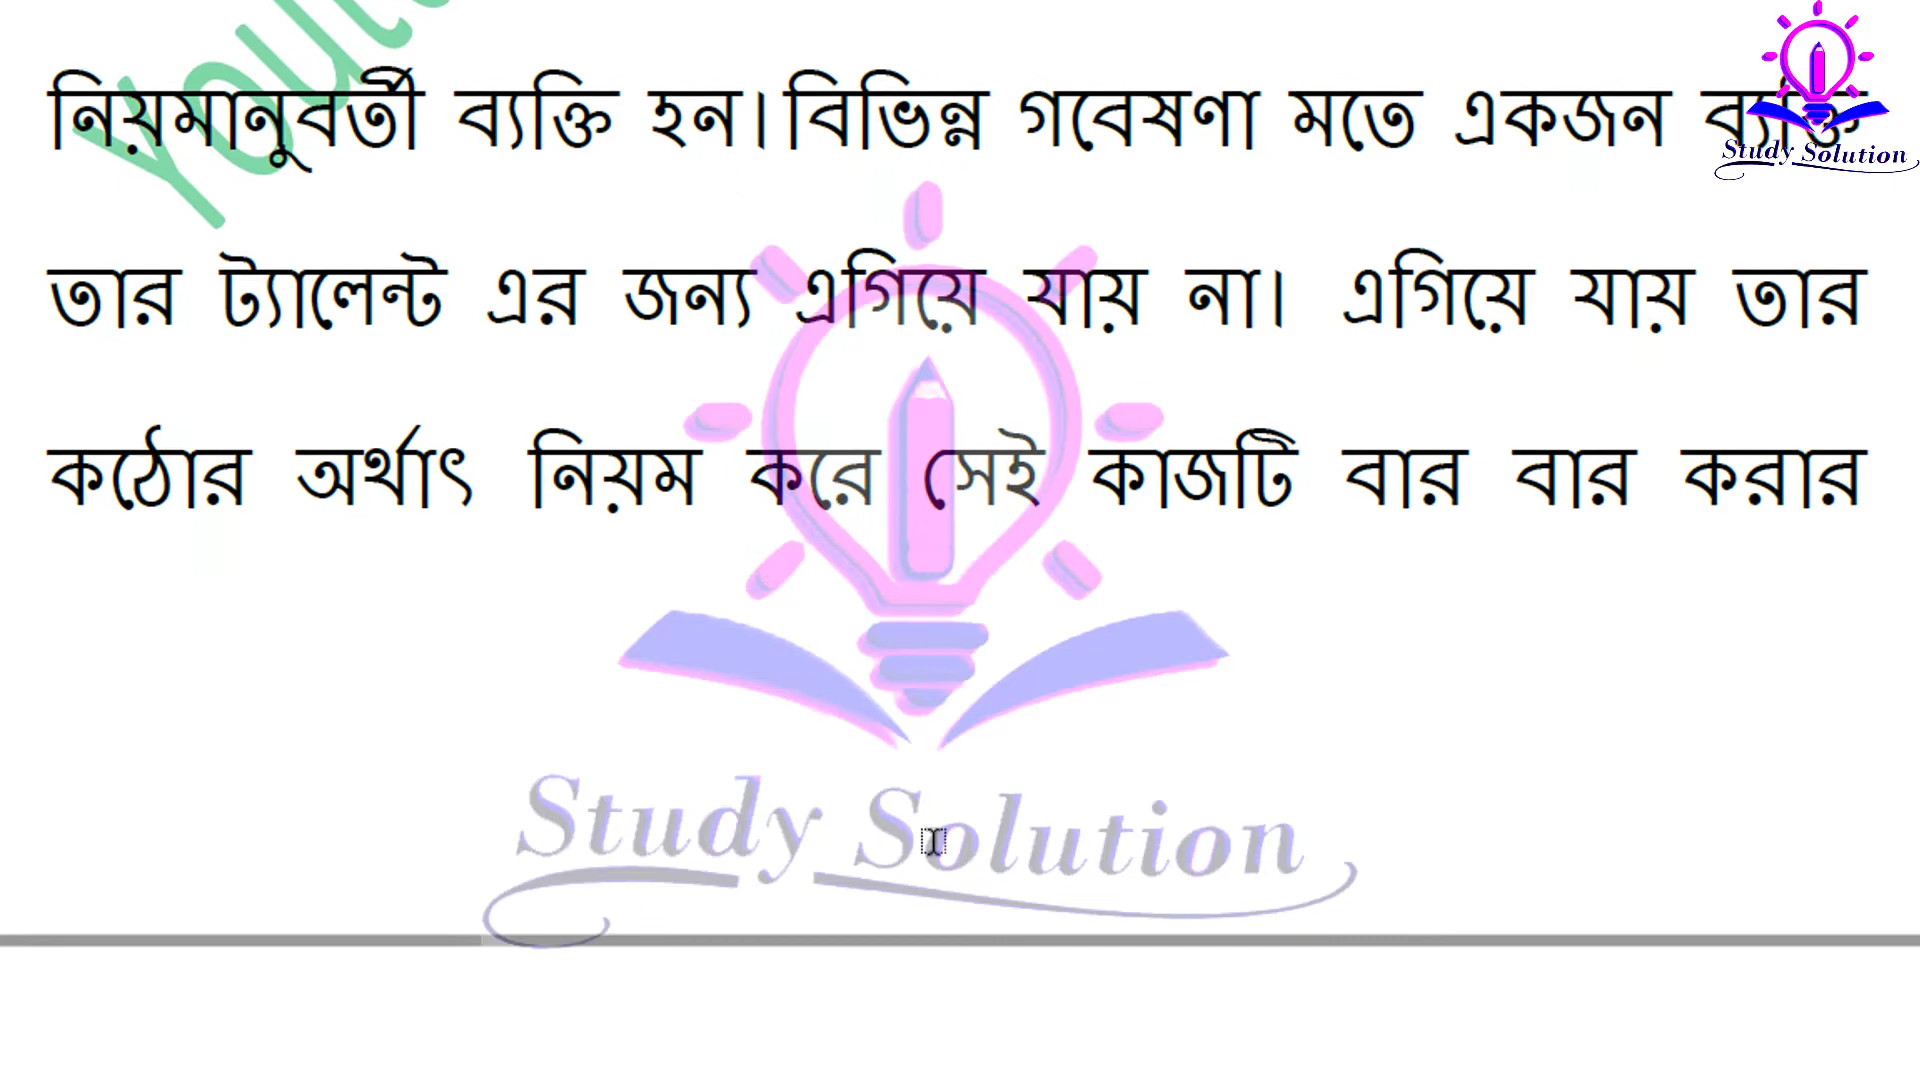 নিয়মানুবর্তী ব্যক্তি হন। বিভিন্ন গবেষণা মতে একজন ব্যক্তি
তার ট্যালেন্ট এর জন্য এগিয়ে যায় না। এগিয়ে যায় তার
কঠোর অর্থাৎ নিয়ম করে সেই কাজটি বার বার করার
Study Solution
Study Solution